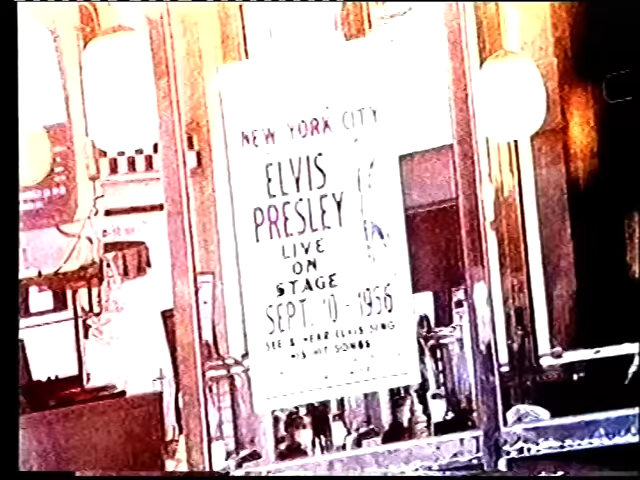 NEW YORK CITY
ELVIS
PRESLEY
LIVE
ON
STAGE
SEPT. 10 - 1956
SEE & HEAR ELVIS SING
HIS HIT SONGS